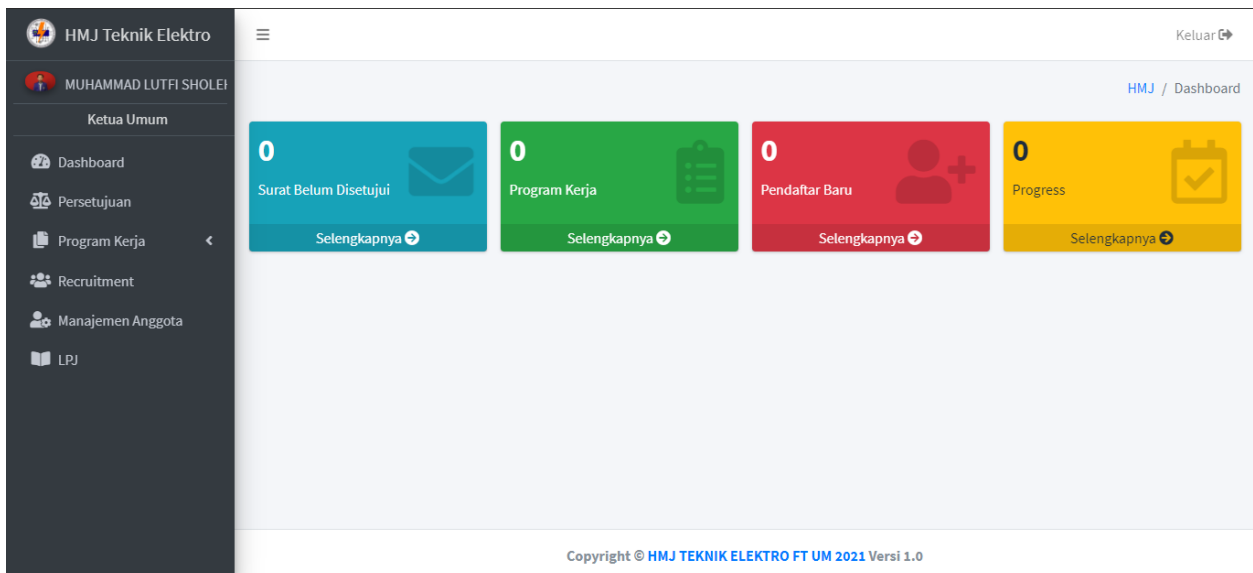 HMJ Teknik Elektro
Keluar
MUHAMMAD LUTFI
HMJ / Dashboard
Ketua Umum
Dashboard
Persetujuan
Program Kerja
Recruitment
Manajemen Anggota
LPJ
0
Surat Belum Disetujui
Selengkapnya
0
Program Kerja
Selengkapnya
0
Pendaftar Baru
Selengkapnya
0
Progress
Selengkapnya
Copyright © HMJ TEKNIK ELEKTRO FT UM 2021 Versi 1.0